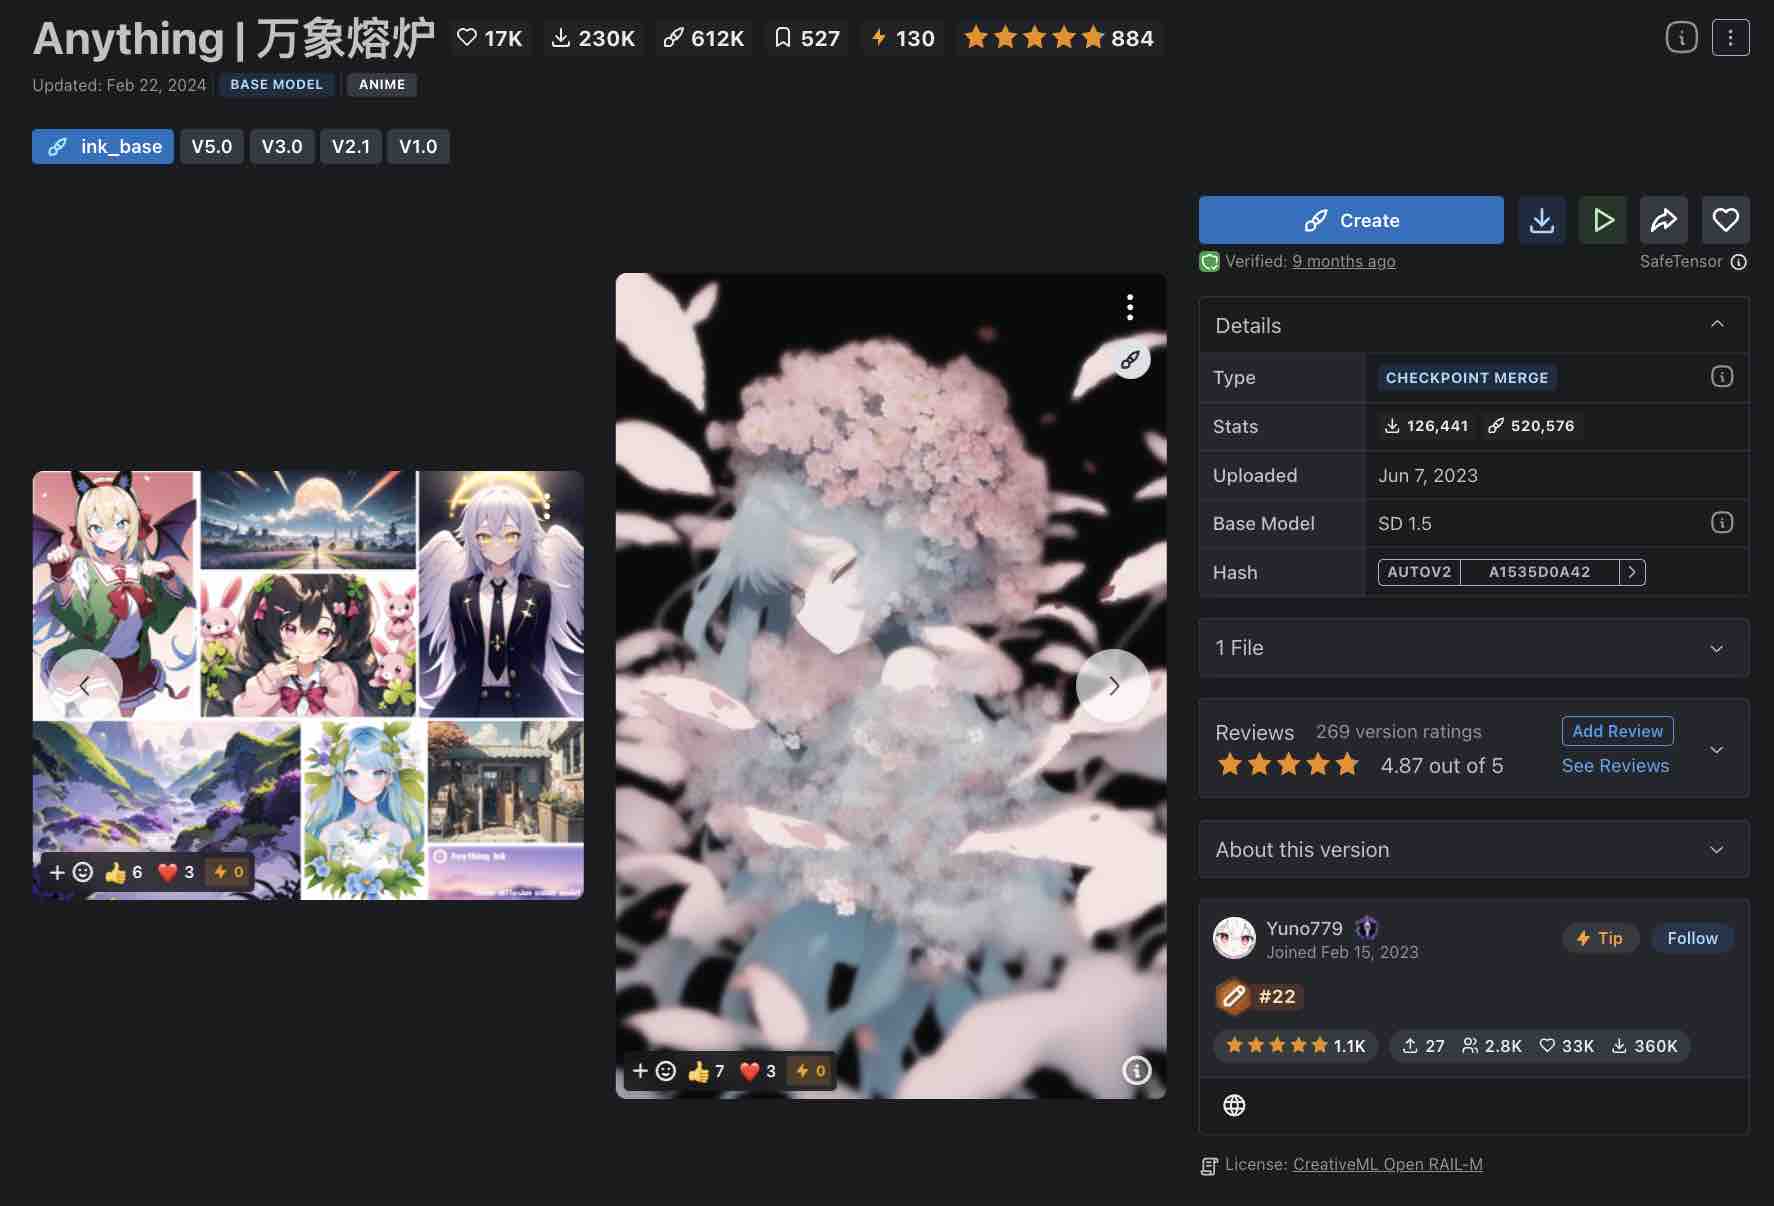 Anything | 万象熔炉 17K 230K 612K 527 130 884
Updated: Feb 22, 2024 BASE MODEL ANIME
ink_base V5.0 V3.0 V2.1 V1.0
Create
Verified: 9 months ago SafeTensor
Details
Type CHECKPOINT MERGE
Stats 126,441 520,576
Uploaded Jun 7, 2023
Base Model SD 1.5
Hash AUTOV2 A1535D0A42
1 File
Reviews 269 version ratings Add Review
4.87 out of 5 See Reviews
About this version
Yuno779 Tip Follow
Joined Feb 15, 2023
#22
1.1K 27 2.8K 33K 360K
License: CreativeML Open RAIL-M
Anything Ink
6 3 0
7 3 0